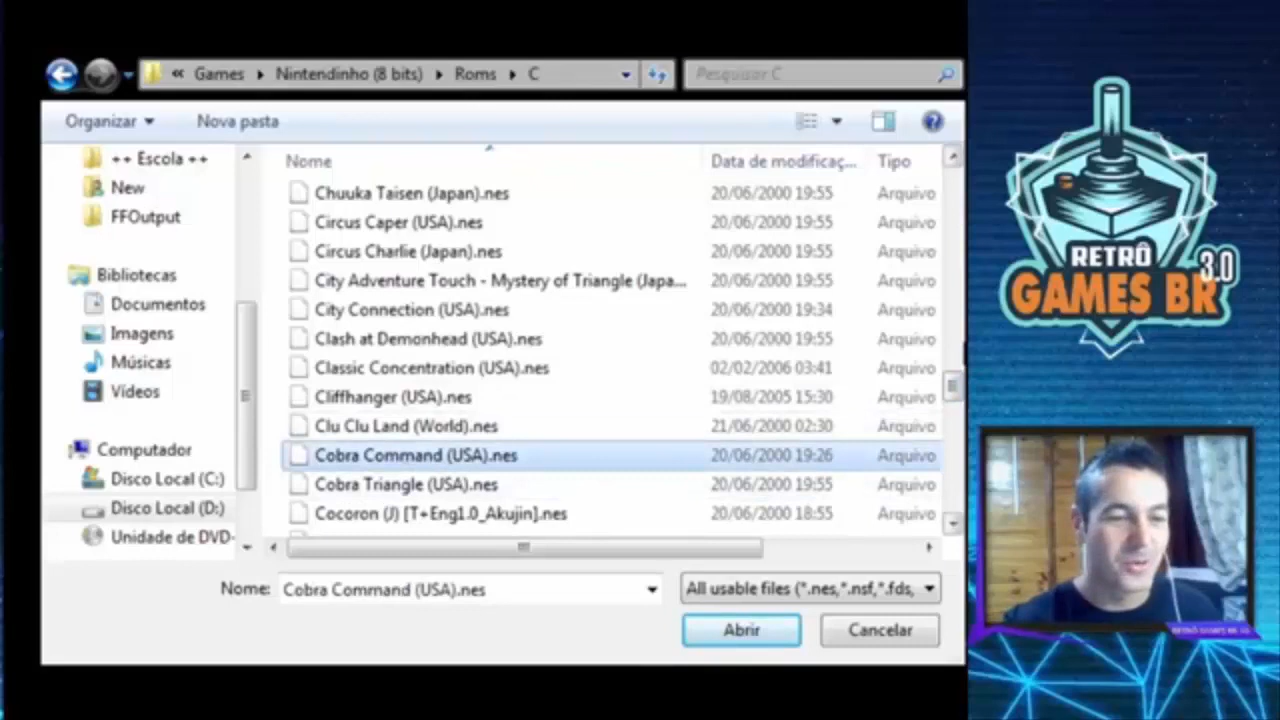 « Games ▸ Nintendinho (8 bits) ▸ Roms ▸ C
Pesquisar C
Organizar
Nova pasta
++ Escola ++
New
FFOutput
Bibliotecas
Documentos
Imagens
Músicas
Vídeos
Computador
Disco Local (C:)
Disco Local (D:)
Unidade de DVD-
Nome Data de modificaç... Tipo
Chuuka Taisen (Japan).nes 20/06/2000 19:55 Arquivo
Circus Caper (USA).nes 20/06/2000 19:55 Arquivo
Circus Charlie (Japan).nes 20/06/2000 19:55 Arquivo
City Adventure Touch - Mystery of Triangle (Japa... 20/06/2000 19:55 Arquivo
City Connection (USA).nes 20/06/2000 19:34 Arquivo
Clash at Demonhead (USA).nes 20/06/2000 19:55 Arquivo
Classic Concentration (USA).nes 02/02/2006 03:41 Arquivo
Cliffhanger (USA).nes 19/08/2005 15:30 Arquivo
Clu Clu Land (World).nes 21/06/2000 02:30 Arquivo
Cobra Command (USA).nes 20/06/2000 19:26 Arquivo
Cobra Triangle (USA).nes 20/06/2000 19:55 Arquivo
Cocoron (J) [T+Eng1.0_Akujin].nes 20/06/2000 18:55 Arquivo
Nome: Cobra Command (USA).nes
All usable files (*.nes,*.nsf,*.fds,
Abrir
Cancelar
RETRÔ
GAMES BR 3.0
RETRÔ GAMES BR 3.0